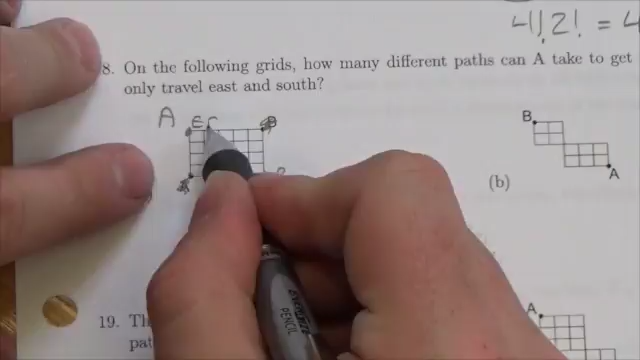 4!, 2! = 4
8. On the following grids, how many different paths can A take to get
only travel east and south?
A E
B
B
A
(b)
19. Th
pat
A
PENCIL